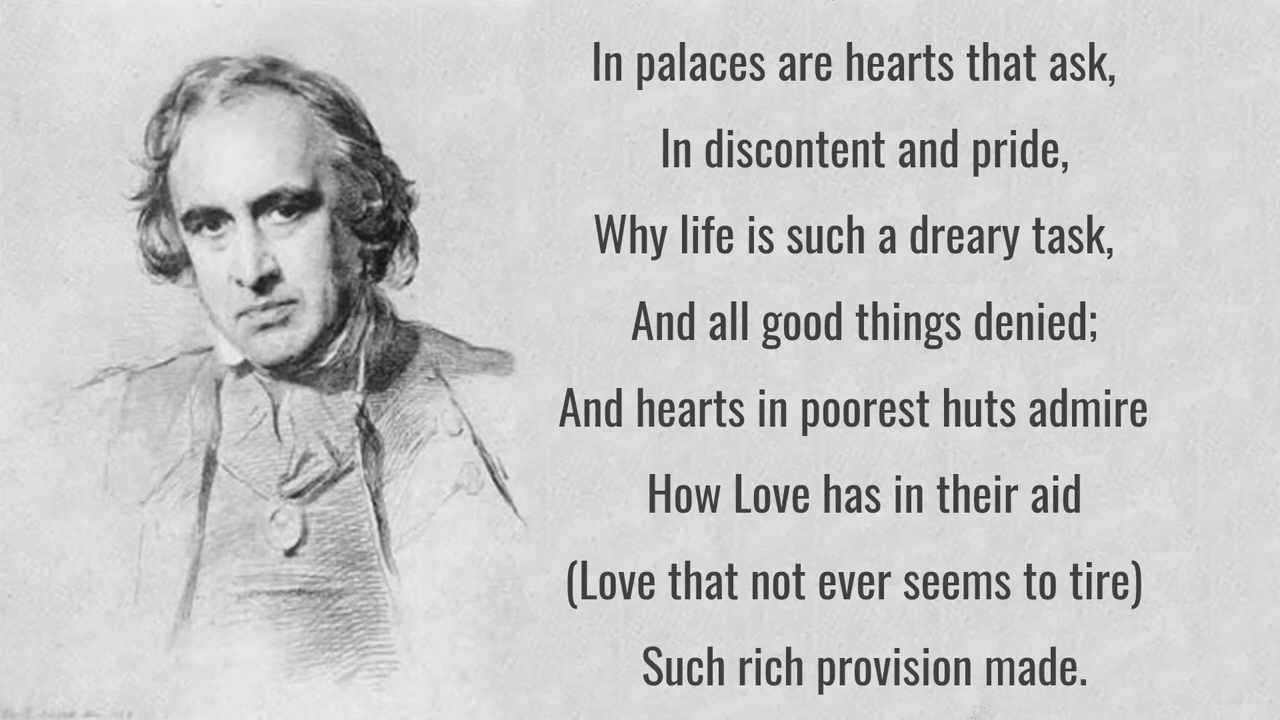 In palaces are hearts that ask,
In discontent and pride,
Why life is such a dreary task,
And all good things denied;
And hearts in poorest huts admire
How Love has in their aid
(Love that not ever seems to tire)
Such rich provision made.